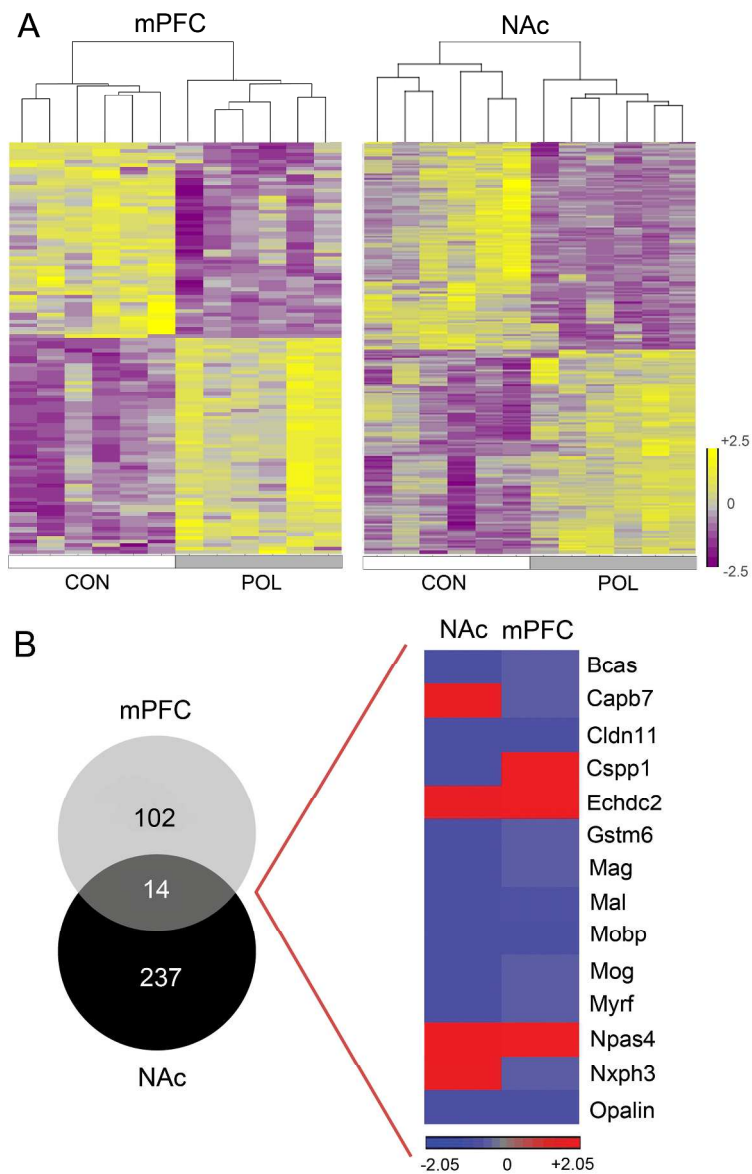 A
mPFC
NAc
+2.5
0
-2.5
CON
POL
CON
POL
B
NAc
mPFC
mPFC
102
14
237
NAc
Bcas
Capb7
Cldn11
Cspp1
Echdc2
Gstm6
Mag
Mal
Mobp
Mog
Myrf
Npas4
Nxph3
Opalin
-2.05
0
+2.05